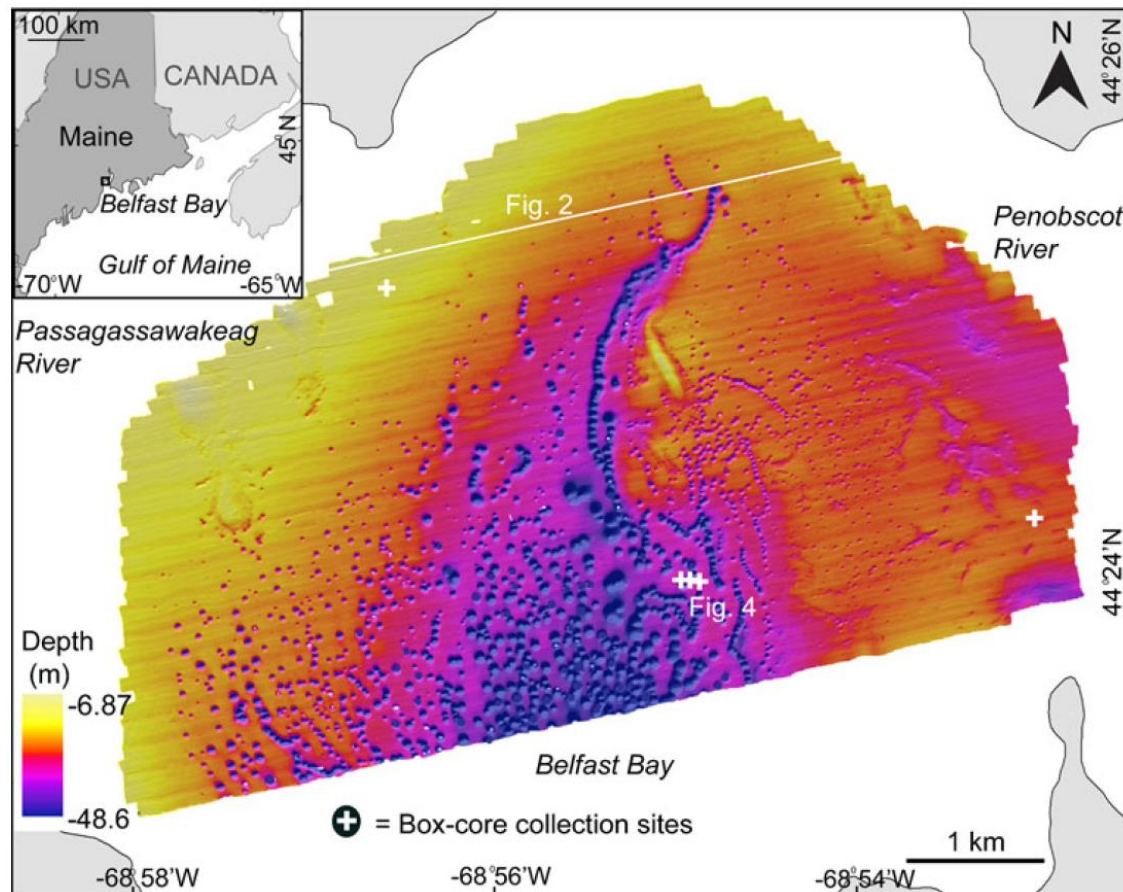 100 km
USA
CANADA
Maine
45°N
Belfast Bay
Gulf of Maine
-70°W
-65°W
N
44°26'N
Fig. 2
Penobscot
River
Passagassawakeag
River
Fig. 4
44°24'N
Depth
(m)
-6.87
-48.6
Belfast Bay
= Box-core collection sites
1 km
-68°58'W
-68°56'W
-68°54'W